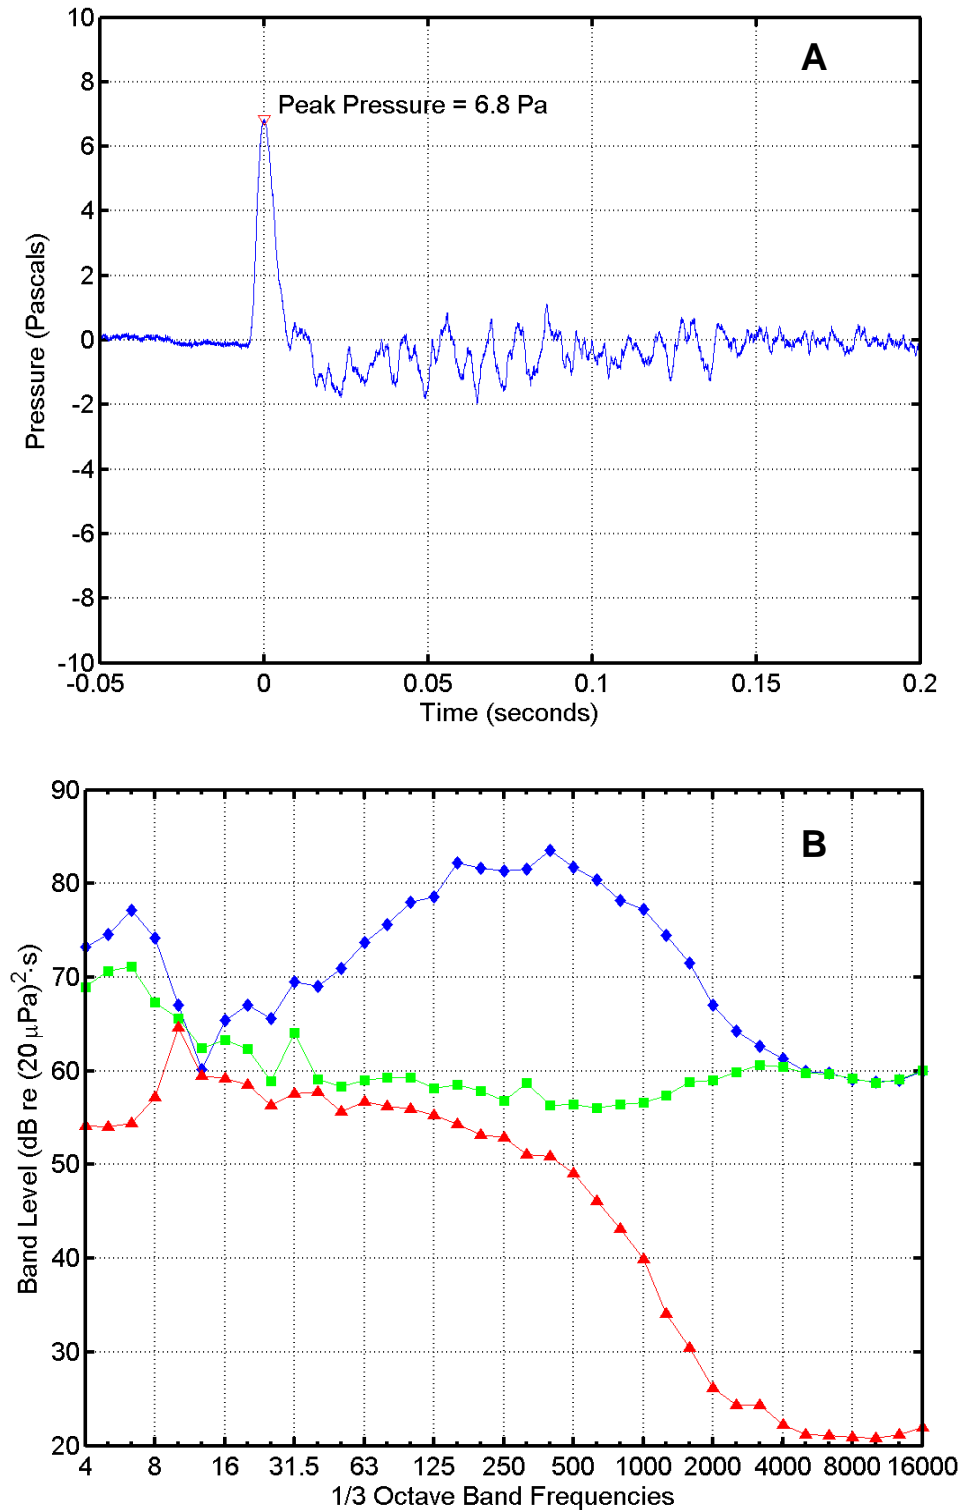 10
A
8
Peak Pressure = 6.8 Pa
6
4
2
0
-2
-4
-6
-8
-10
Pressure (Pascals)
-0.05 0 0.05 0.1 0.15 0.2
Time (seconds)
90
B
80
70
60
50
40
30
20
Band Level (dB re (20 μPa)²·s)
4 8 16 31.5 63 125 250 500 1000 2000 4000 8000 16000
1/3 Octave Band Frequencies